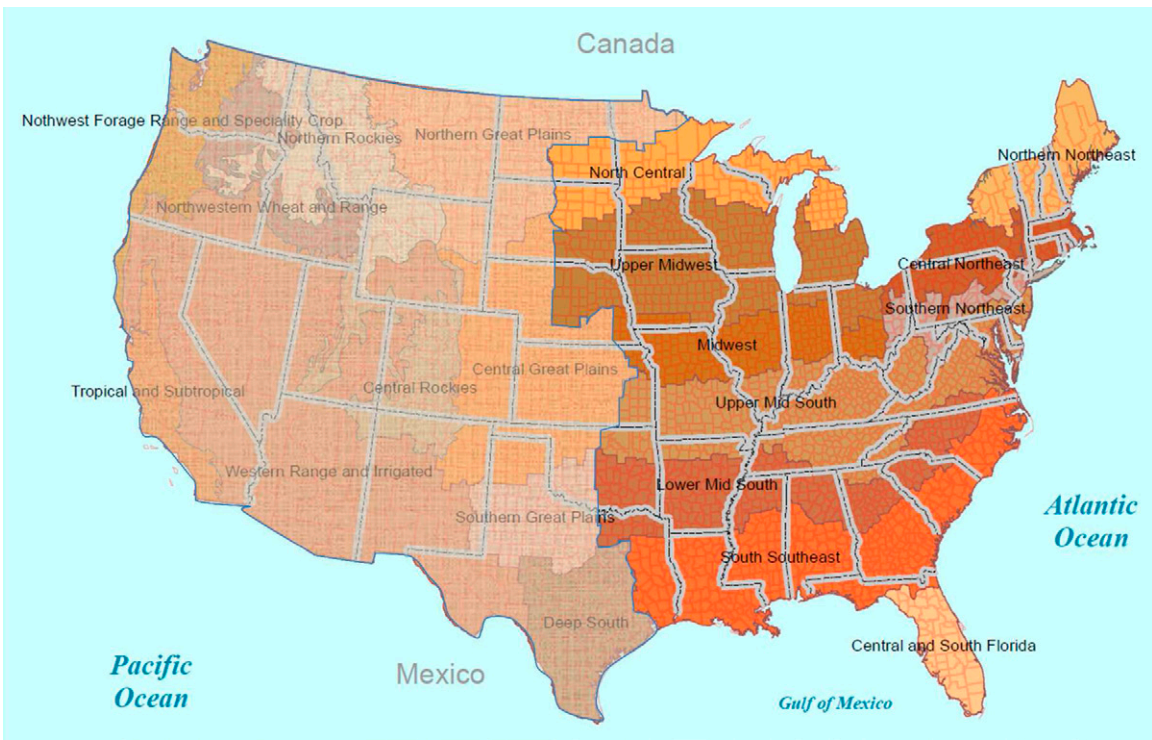 Canada
Nothwest Forage Range and Speciality Crop
Northern Rockies
Northern Great Plains
Northern Northeast
North Central
Northwestern Wheat and Range
Upper Midwest
Central Northeast
Southern Northeast
Midwest
Central Great Plains
Tropical and Subtropical
Central Rockies
Upper Mid South
Western Range and Irrigated
Lower Mid South
Southern Great Plains
Atlantic
Ocean
South Southeast
Deep South
Central and South Florida
Pacific
Ocean
Mexico
Gulf of Mexico